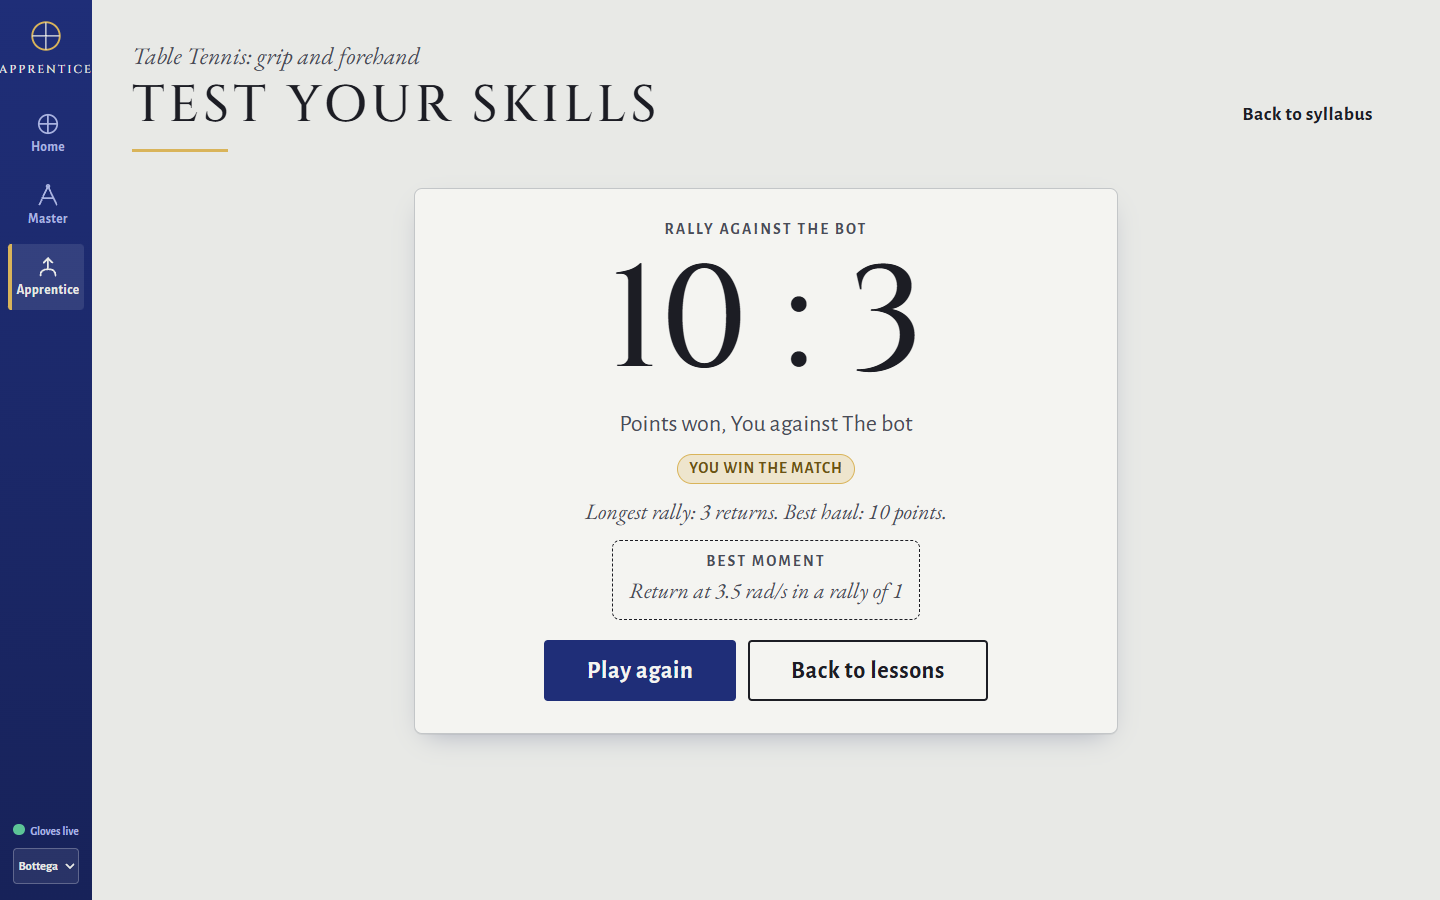 APPRENTICE
Home
Master
Apprentice
Gloves live
Bottega
Table Tennis: grip and forehand
TEST YOUR SKILLS
Back to syllabus
RALLY AGAINST THE BOT
10 : 3
Points won, You against The bot
YOU WIN THE MATCH
Longest rally: 3 returns. Best haul: 10 points.
BEST MOMENT
Return at 3.5 rad/s in a rally of 1
Play again
Back to lessons